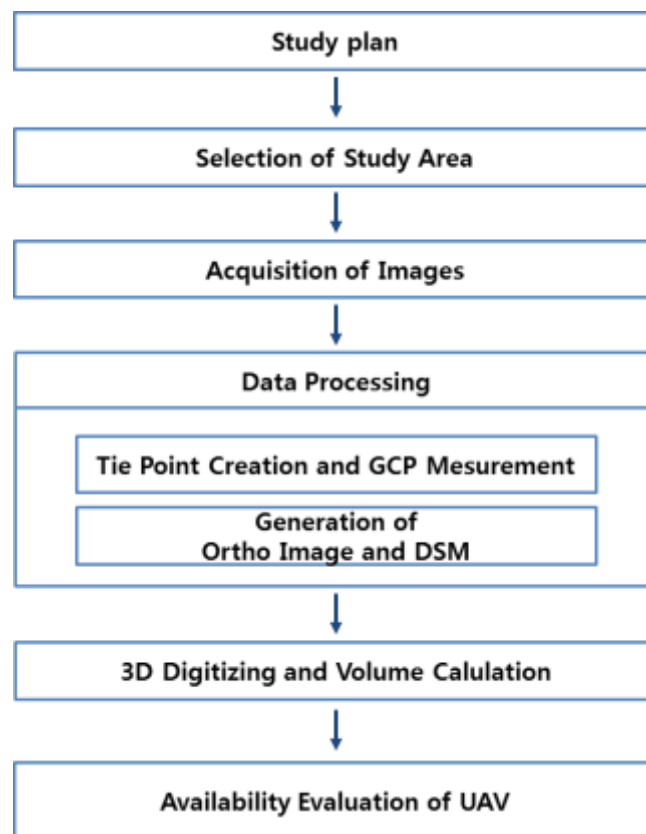 Study plan
Selection of Study Area
Acquisition of Images
Data Processing
Tie Point Creation and GCP Mesurement
Generation of
Ortho Image and DSM
3D Digitizing and Volume Calulation
Availability Evaluation of UAV